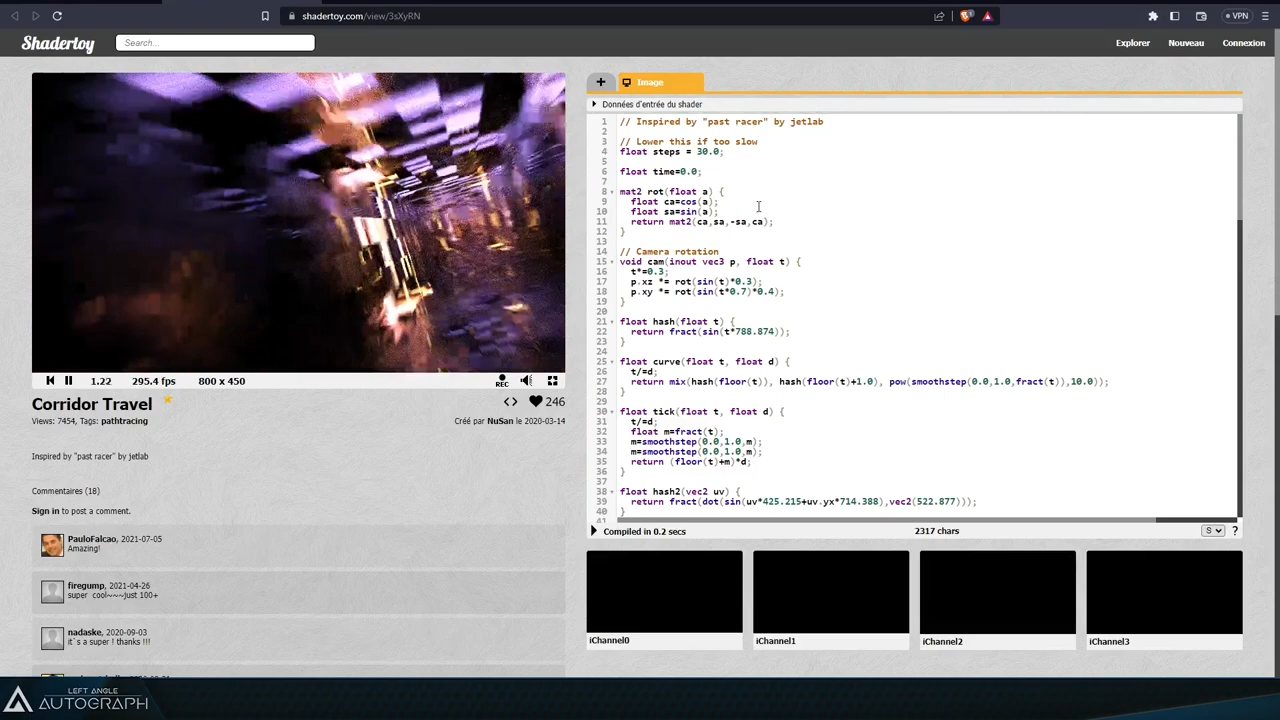 shadertoy.com/view/3sXyRN
VPN
Shadertoy
Search...
Explorer
Nouveau
Connexion
+
Image
Données d'entrée du shader
1 // Inspired by "past racer" by jetlab
2
3 // Lower this if too slow
4 float steps = 30.0;
5
6 float time=0.0;
7
8 mat2 rot(float a) {
9 float ca=cos(a);
10 float sa=sin(a);
11 return mat2(ca,sa,-sa,ca);
12 }
13
14 // Camera rotation
15 void cam(inout vec3 p, float t) {
16 t*=0.3;
17 p.xz *= rot(sin(t)*0.3);
18 p.xy *= rot(sin(t*0.7)*0.4);
19 }
20
21 float hash(float t) {
22 return fract(sin(t*788.874));
23 }
24
25 float curve(float t, float d) {
26 t/=d;
27 return mix(hash(floor(t)), hash(floor(t)+1.0), pow(smoothstep(0.0,1.0,fract(t)),10.0));
28 }
29
30 float tick(float t, float d) {
31 t/=d;
32 float m=fract(t);
33 m=smoothstep(0.0,1.0,m);
34 m=smoothstep(0.0,1.0,m);
35 return (floor(t)+m)*d;
36 }
37
38 float hash2(vec2 uv) {
39 return fract(dot(sin(uv*425.215+uv.yx*714.388),vec2(522.877)));
40 }
41
1.22
295.4 fps
800 x 450
REC
Corridor Travel
246
Views: 7454, Tags: pathtracing
Créé par NuSan le 2020-03-14
Inspired by "past racer" by jetlab
Commentaires (18)
Sign in to post a comment.
PauloFalcao, 2021-07-05
Amazing!
firegump, 2021-04-26
super cool~~~just 100+
nadaske, 2020-09-03
it`s a super ! thanks !!!
Compiled in 0.2 secs
2317 chars
S
?
iChannel0
iChannel1
iChannel2
iChannel3
LEFT ANGLE
AUTOGRAPH